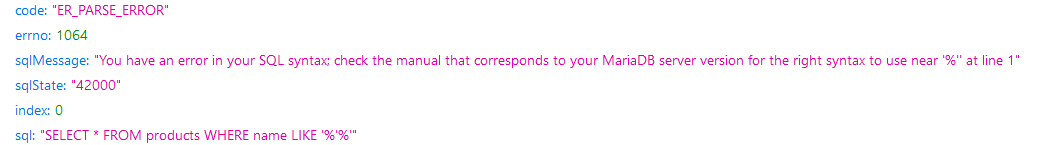 code: "ER_PARSE_ERROR"
errno: 1064
sqlMessage: "You have an error in your SQL syntax; check the manual that corresponds to your MariaDB server version for the right syntax to use near '%'' at line 1"
sqlState: "42000"
index: 0
sql: "SELECT * FROM products WHERE name LIKE '%'%'"